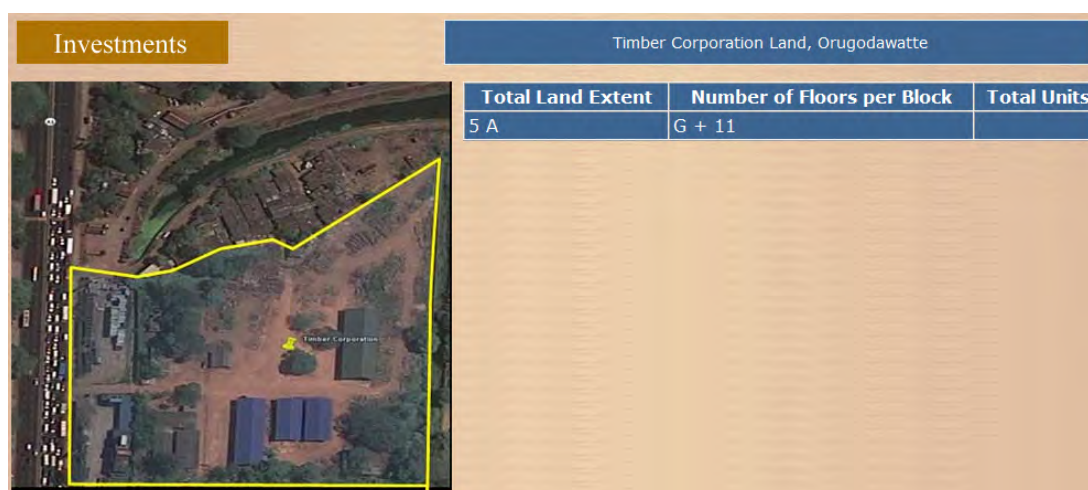 Investments
Timber Corporation Land, Orugodawatte
Total Land Extent Number of Floors per Block Total Units
5 A G + 11
Timber Corporation